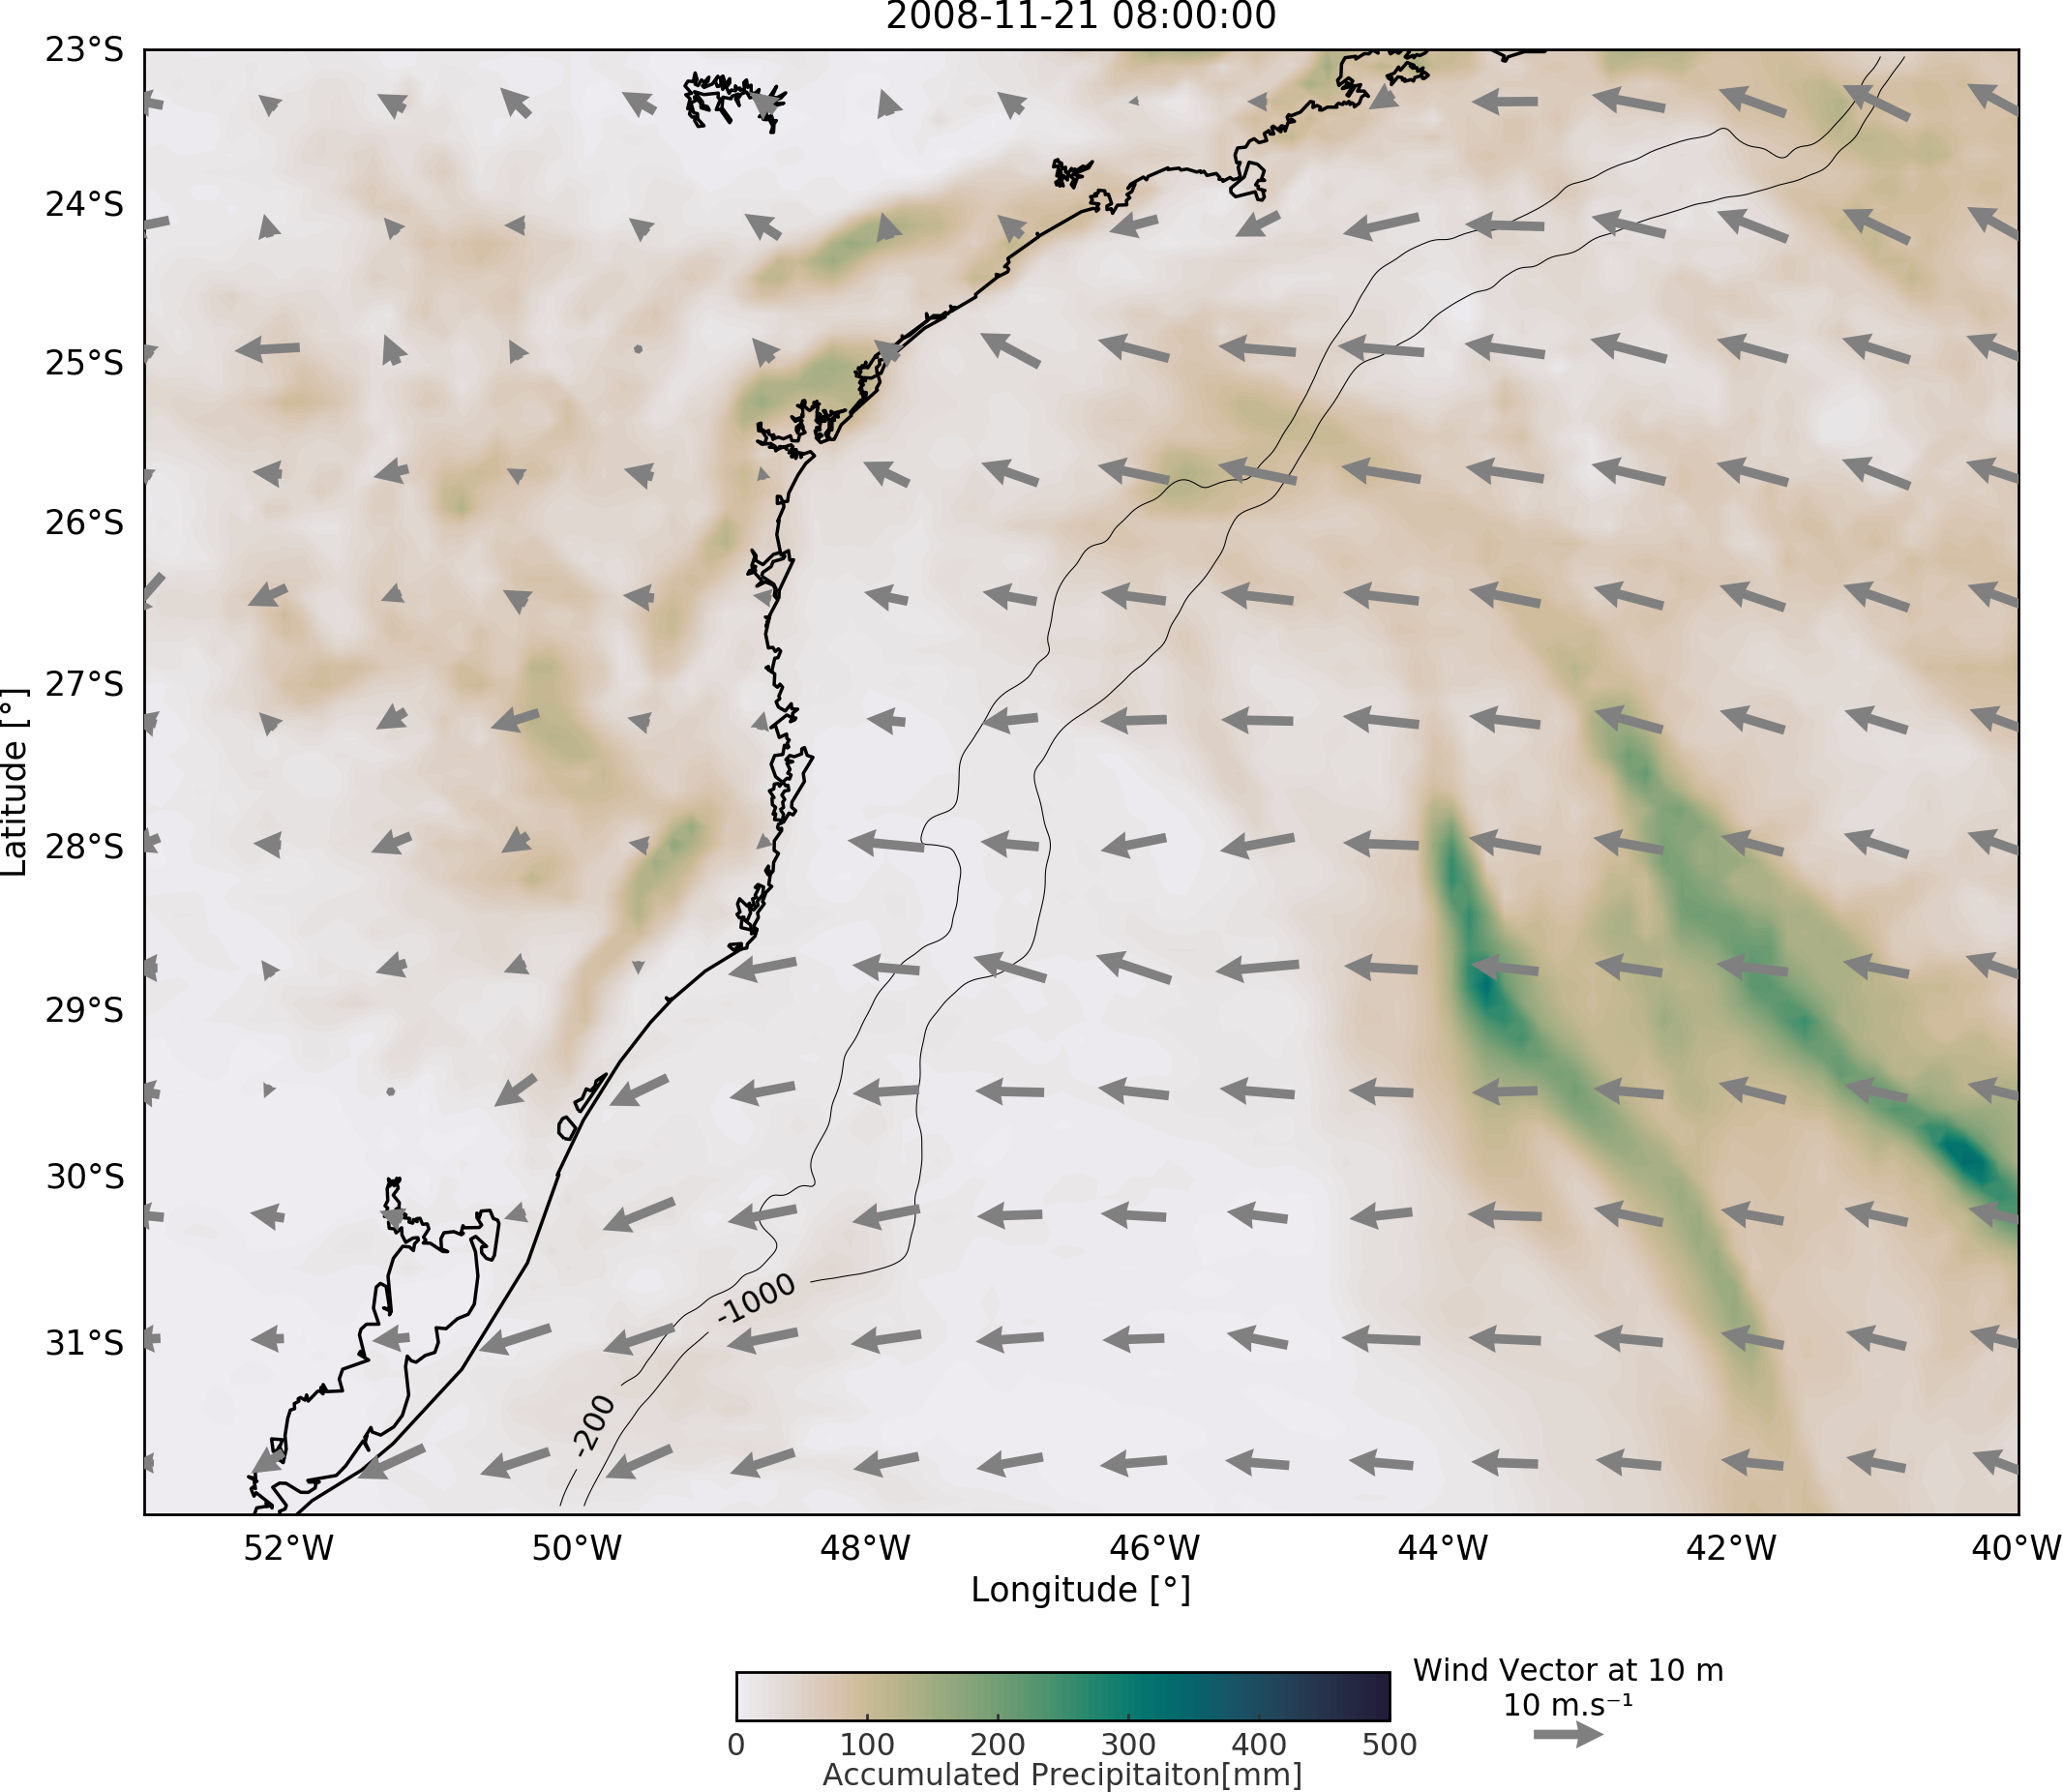 2008-11-21 08:00:00
23°S
24°S
25°S
26°S
27°S
28°S
29°S
30°S
31°S
Latitude [°]
-1000
-200
52°W 50°W 48°W 46°W 44°W 42°W 40°W
Longitude [°]
Wind Vector at 10 m
10 m.s⁻¹
0 100 200 300 400 500
Accumulated Precipitaiton[mm]